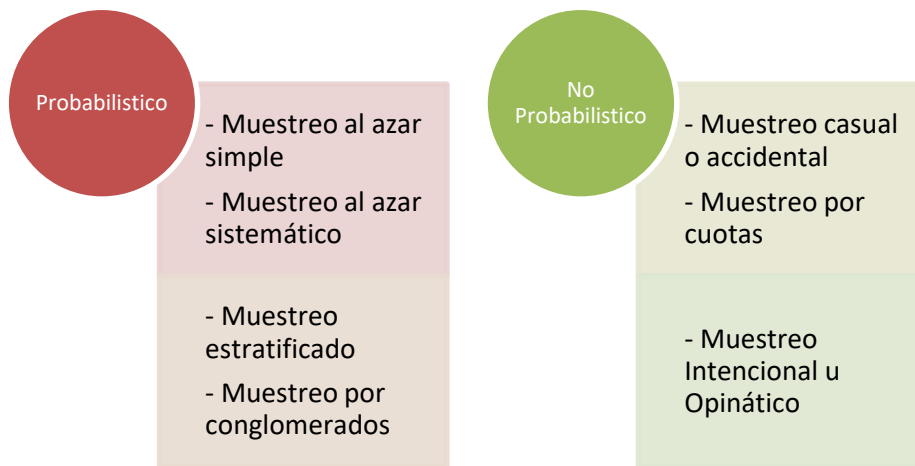 Probabilistico
- Muestreo al azar
simple
- Muestreo al azar
sistemático
- Muestreo
estratificado
- Muestreo por
conglomerados
No
Probabilistico
- Muestreo casual
o accidental
- Muestreo por
cuotas
- Muestreo
Intencional u
Opinático